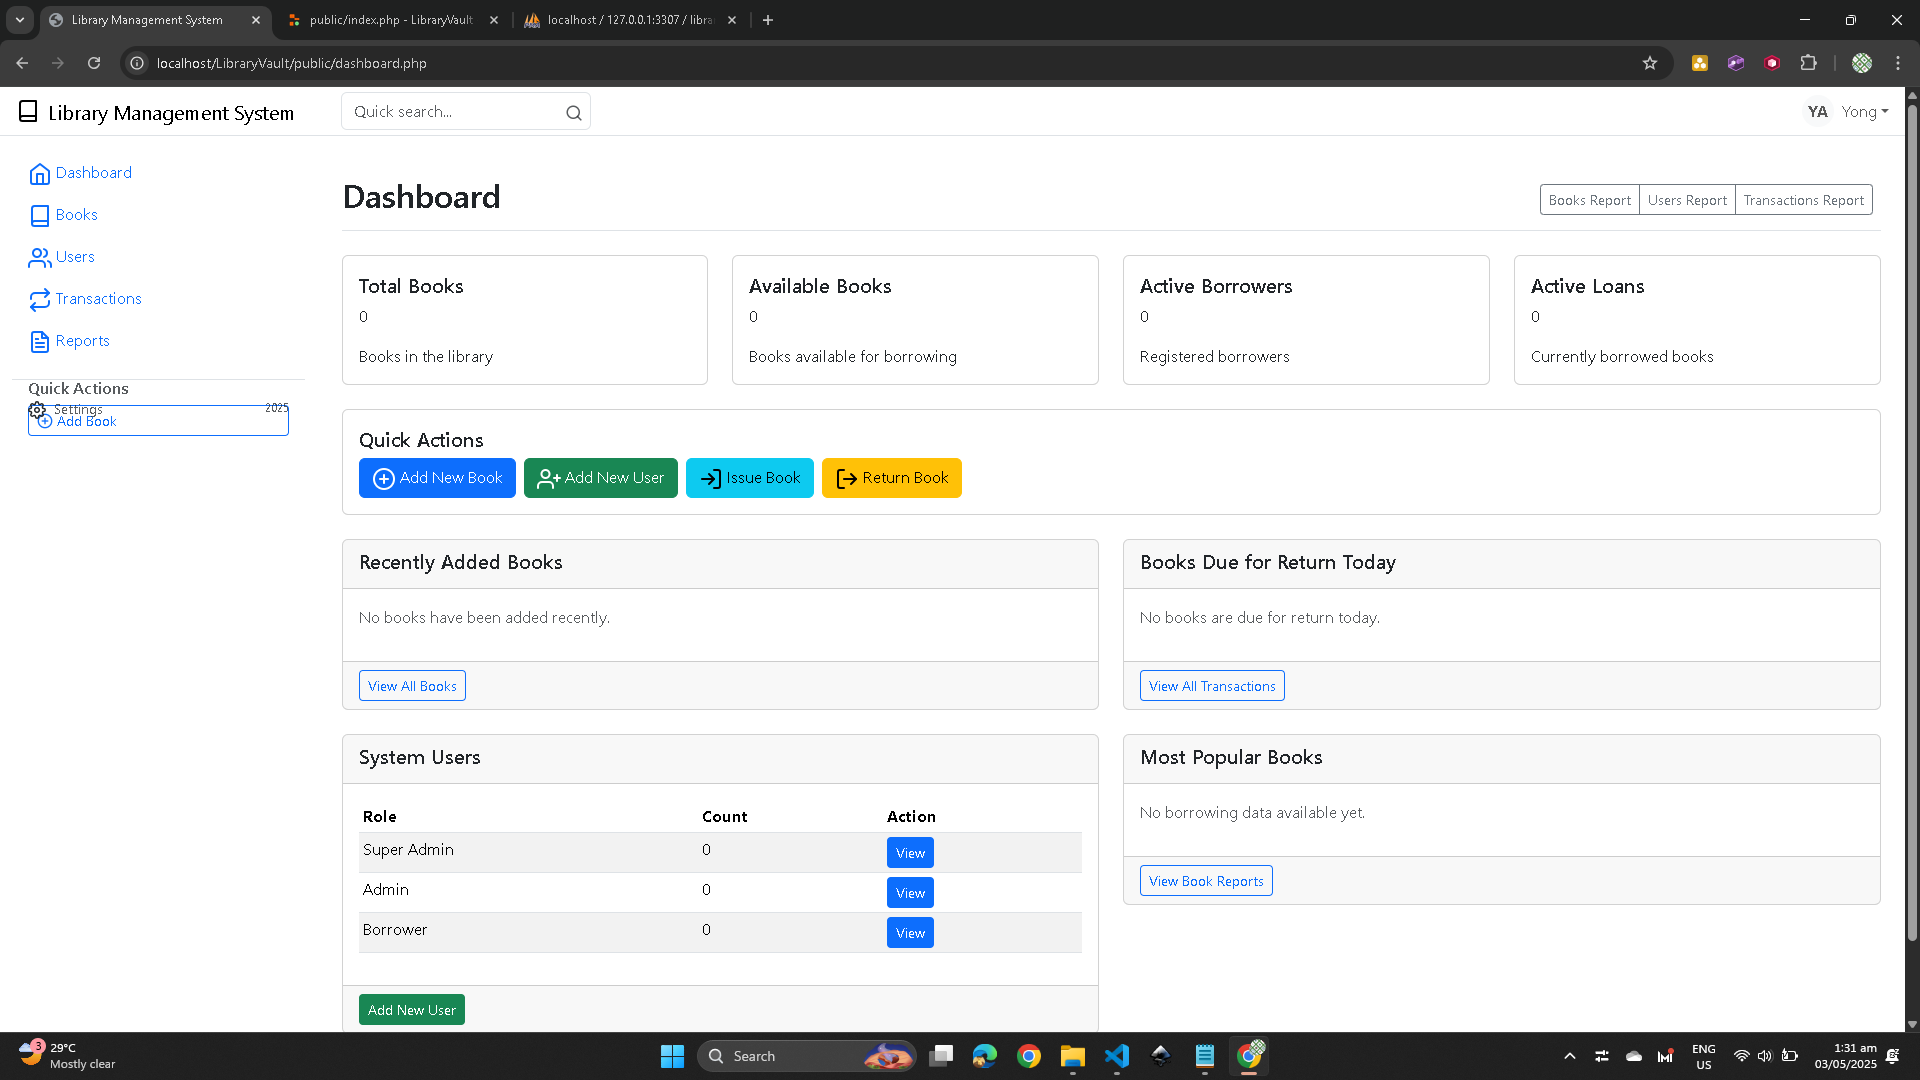 Library Management System
public/index.php - LibraryVault
localhost / 127.0.0.1:3307 / libra
localhost/LibraryVault/public/dashboard.php
Library Management System
Quick search...
YA Yong
Dashboard
Books
Users
Transactions
Reports
Quick Actions
Settings 2025
Add Book
Dashboard
Books Report Users Report Transactions Report
Total Books
0
Books in the library
Available Books
0
Books available for borrowing
Active Borrowers
0
Registered borrowers
Active Loans
0
Currently borrowed books
Quick Actions
Add New Book Add New User Issue Book Return Book
Recently Added Books
No books have been added recently.
View All Books
Books Due for Return Today
No books are due for return today.
View All Transactions
System Users
Role Count Action
Super Admin 0 View
Admin 0 View
Borrower 0 View
Add New User
Most Popular Books
No borrowing data available yet.
View Book Reports
3
29°C
Mostly clear
Search
ENG
US
1:31 am
03/05/2025